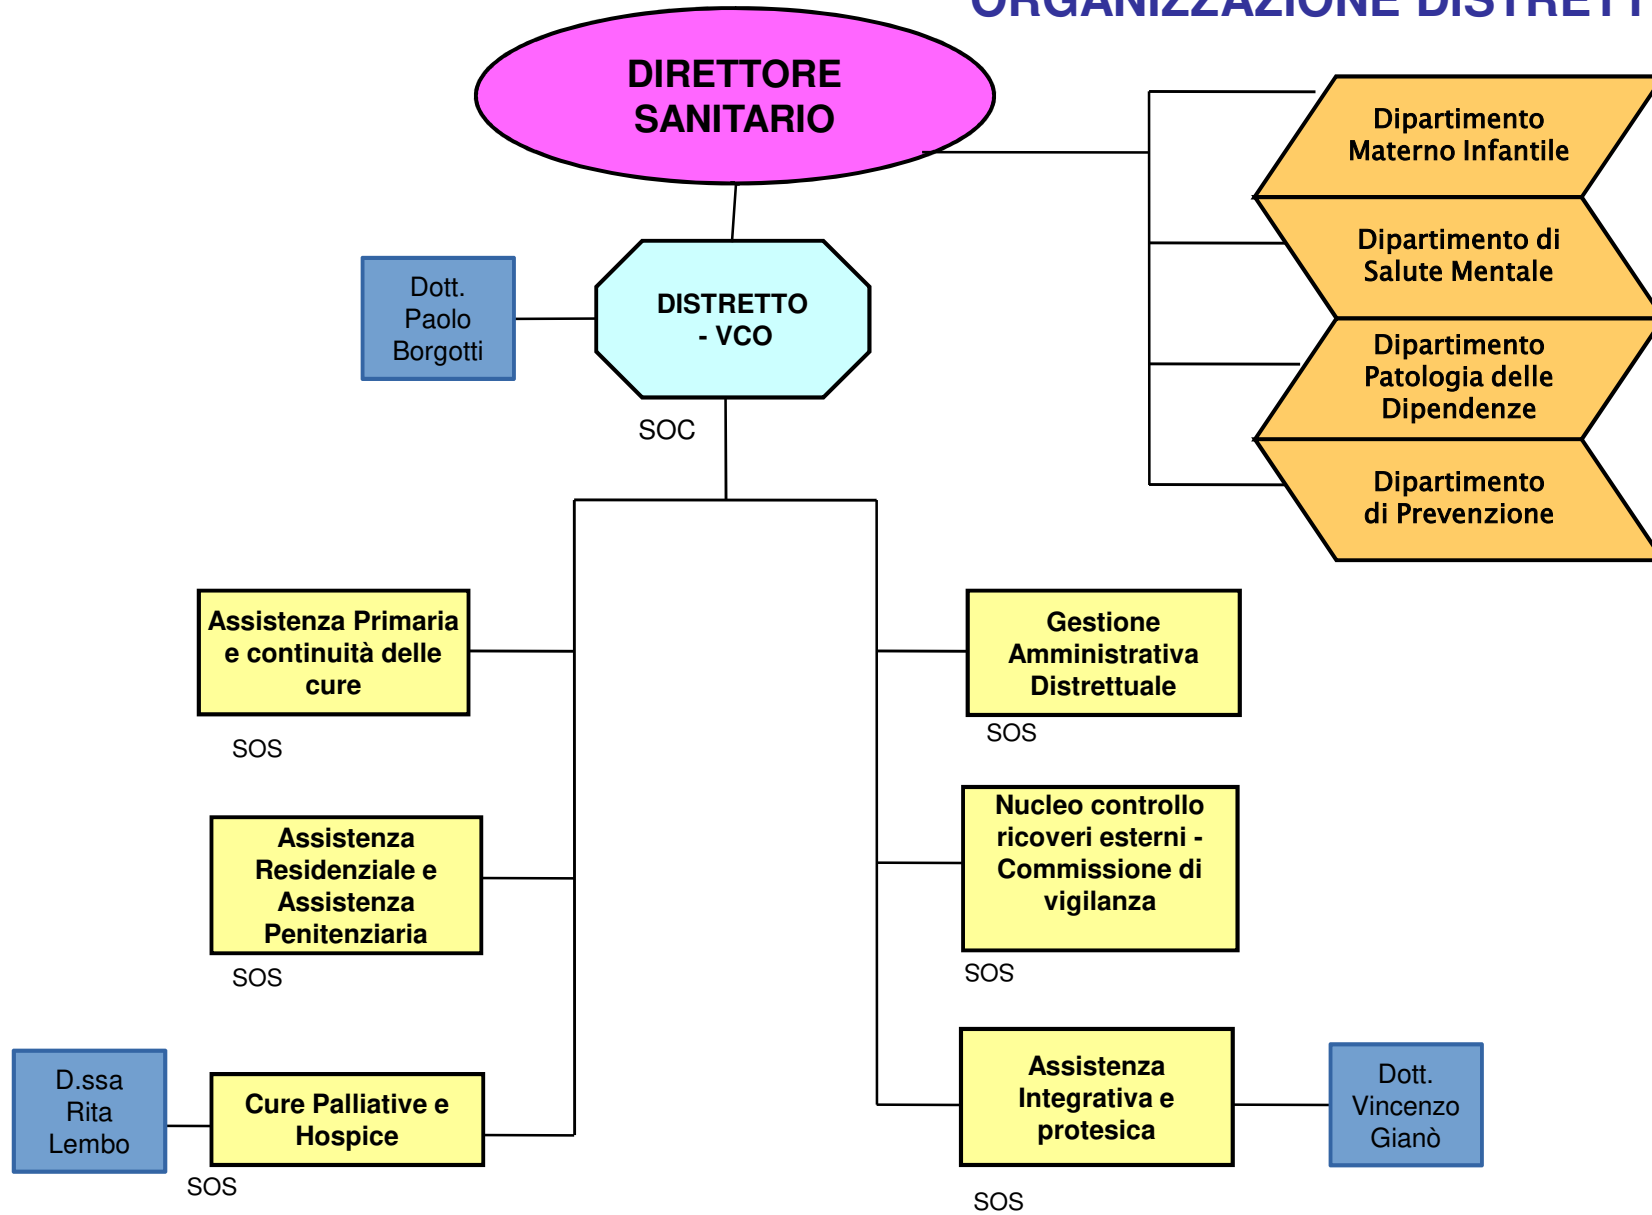 ORGANIZZAZIONE DISTRETT
DIRETTORE
SANITARIO
Dipartimento
Materno Infantile
Dipartimento di
Salute Mentale
Dipartimento
Patologia delle
Dipendenze
Dipartimento
di Prevenzione
Dott.
Paolo
Borgotti
DISTRETTO
- VCO
SOC
Assistenza Primaria
e continuità delle
cure
SOS
Gestione
Amministrativa
Distrettuale
SOS
Assistenza
Residenziale e
Assistenza
Penitenziaria
SOS
Nucleo controllo
ricoveri esterni -
Commissione di
vigilanza
SOS
D.ssa
Rita
Lembo
Cure Palliative e
Hospice
SOS
Assistenza
Integrativa e
protesica
SOS
Dott.
Vincenzo
Gianò